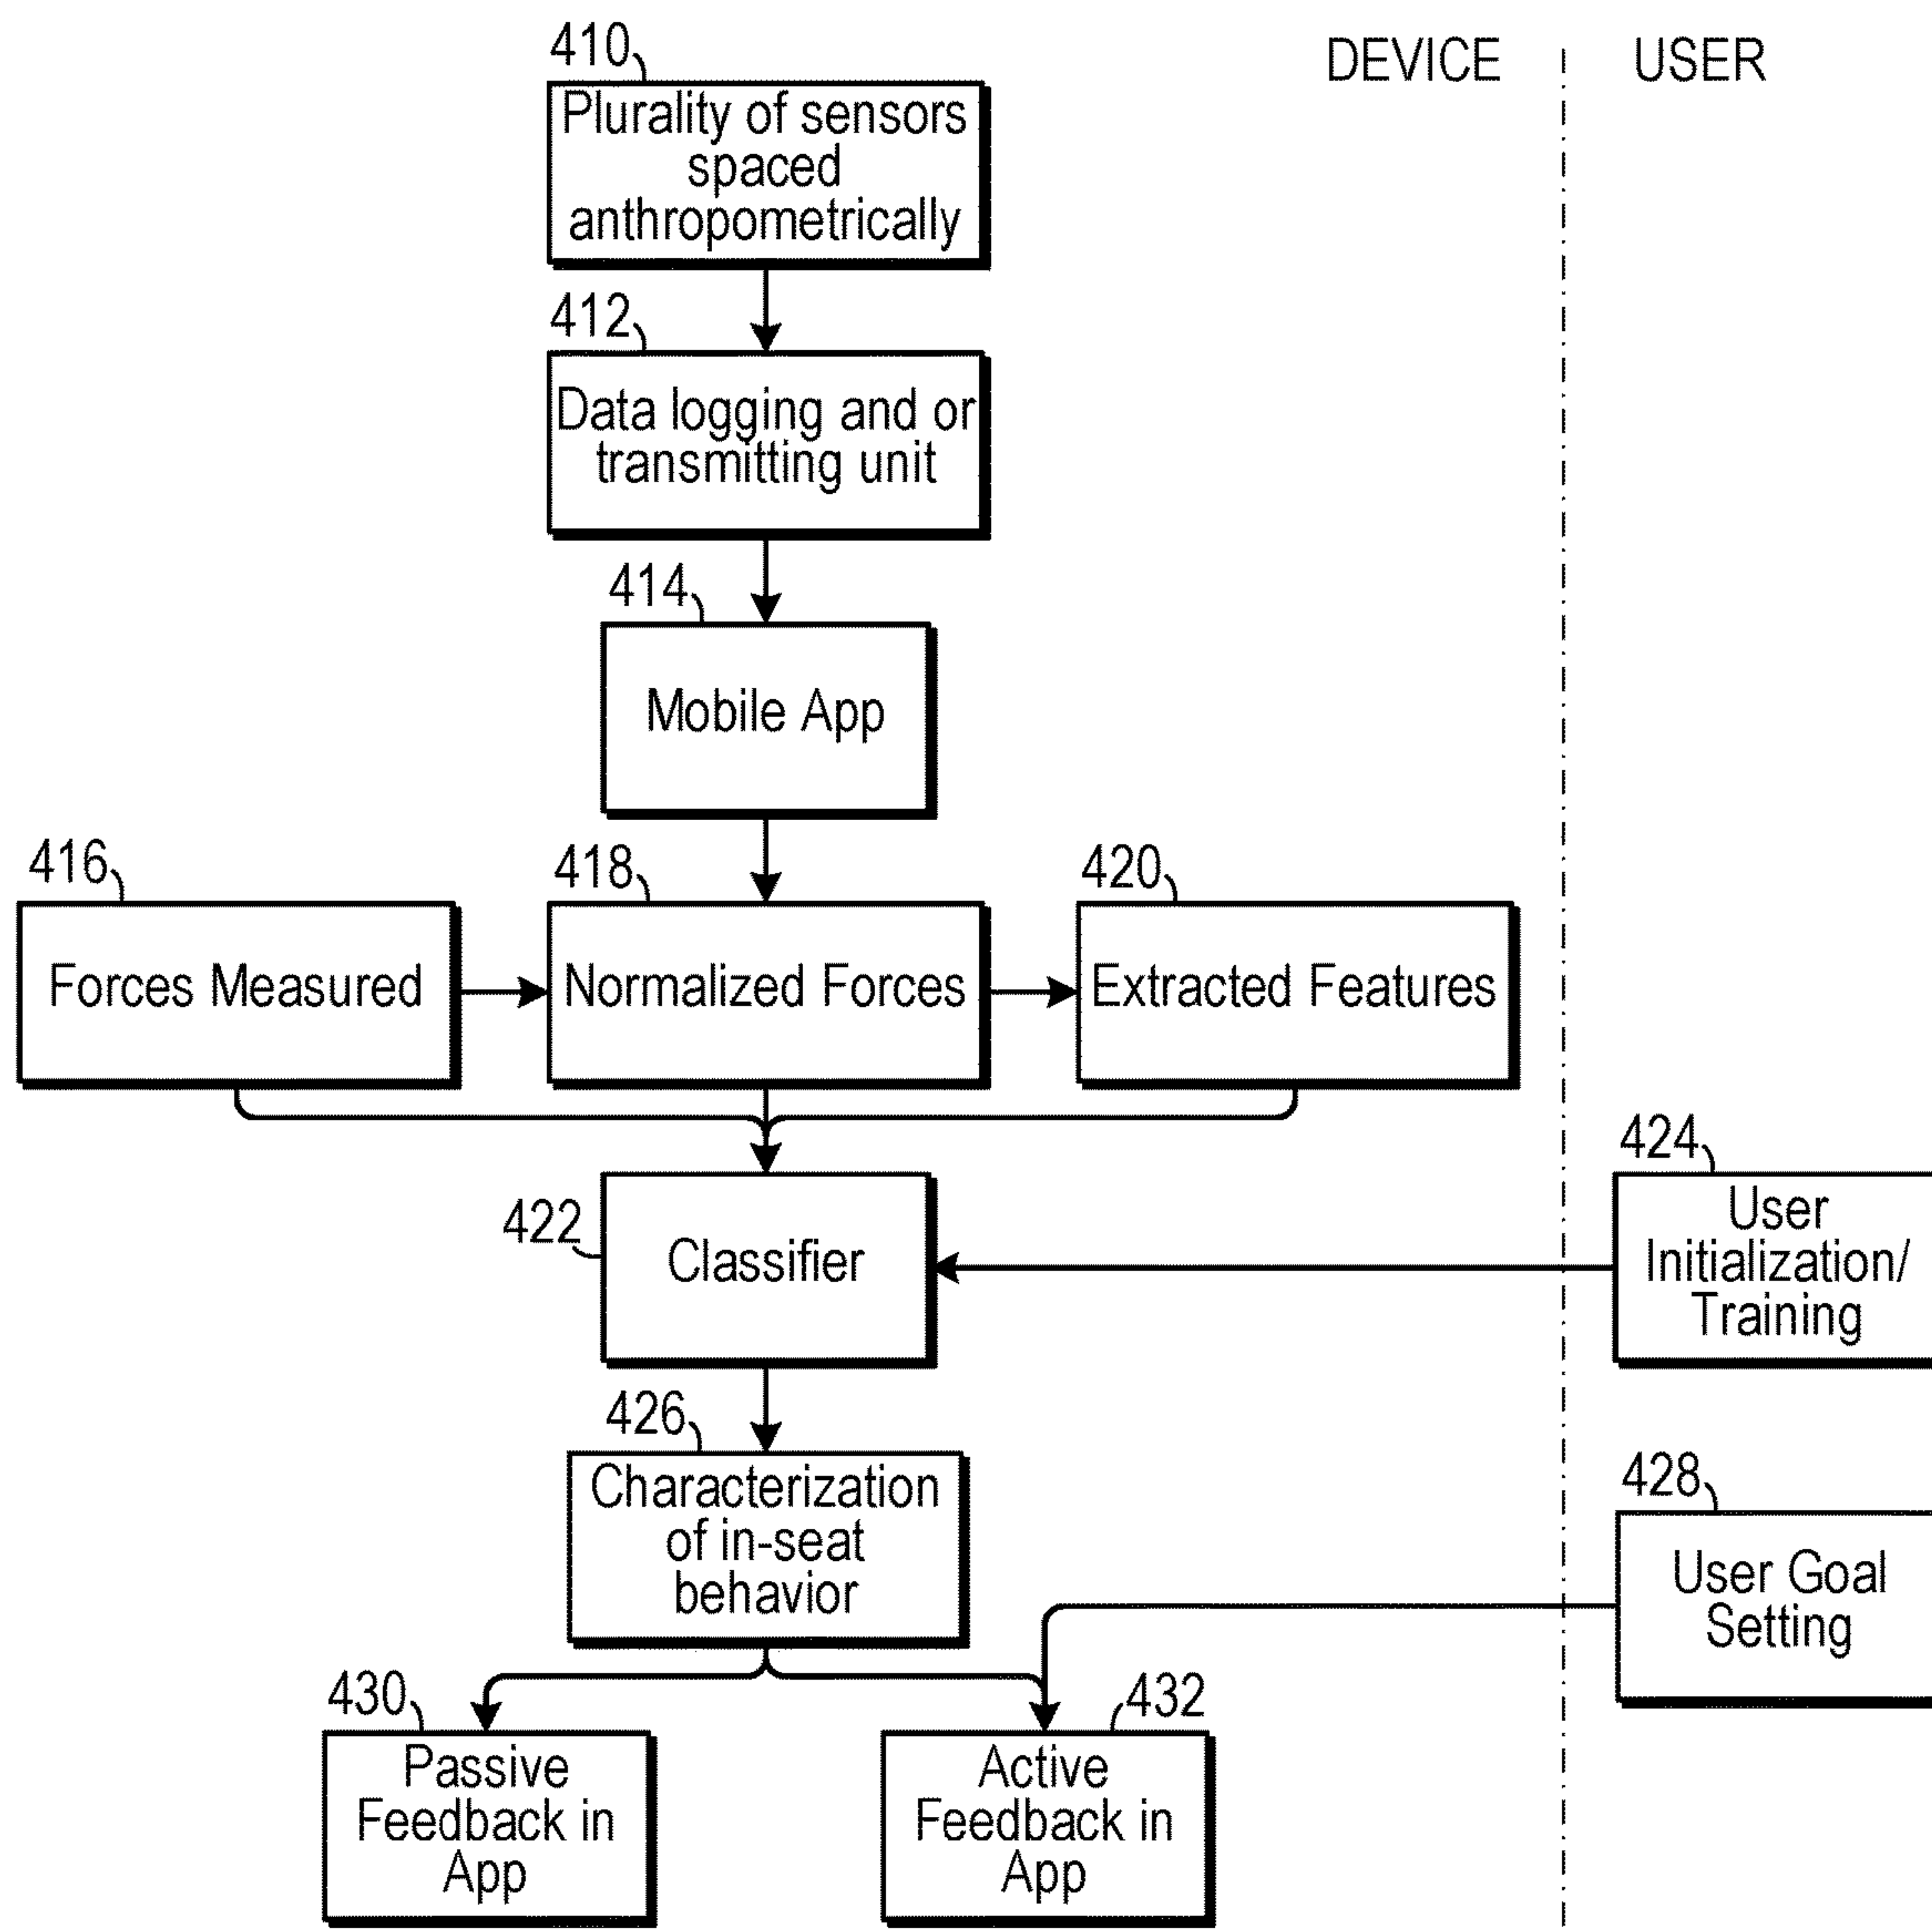 DEVICE
USER
410
Plurality of sensors
spaced
anthropometrically
412
Data logging and or
transmitting unit
414
Mobile App
416
Forces Measured
418
Normalized Forces
420
Extracted Features
422
Classifier
424
User
Initialization/
Training
426
Characterization
of in-seat
behavior
428
User Goal
Setting
430
Passive
Feedback in
App
432
Active
Feedback in
App